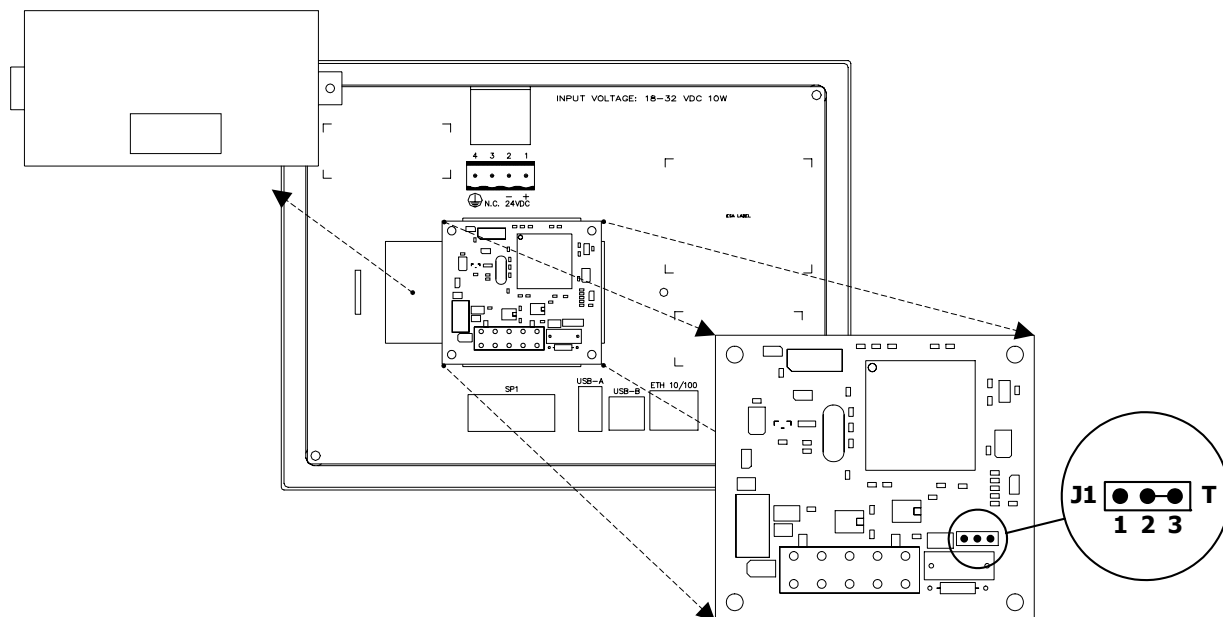 INPUT VOLTAGE: 18-32 VDC 10W
4 3 2 1
- +
N.C. 24VDC
ESA LABEL
SP1
USB-A
USB-B
ETH 10/100
J1 T
1 2 3